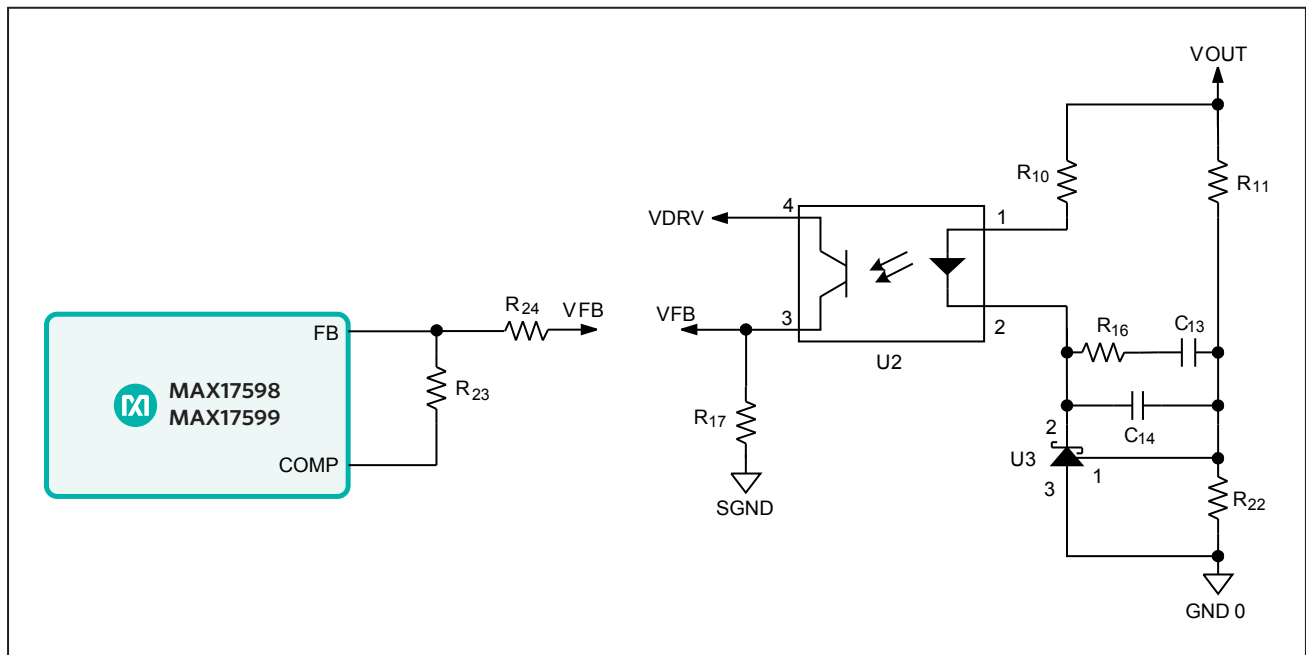 VOUT
R10
R11
VDRV
4
1
R24
VFB
VFB
3
2
R16
C13
FB
U2
MAX17598
MAX17599
R23
R17
C14
2
U3
1
COMP
3
R22
SGND
GND 0